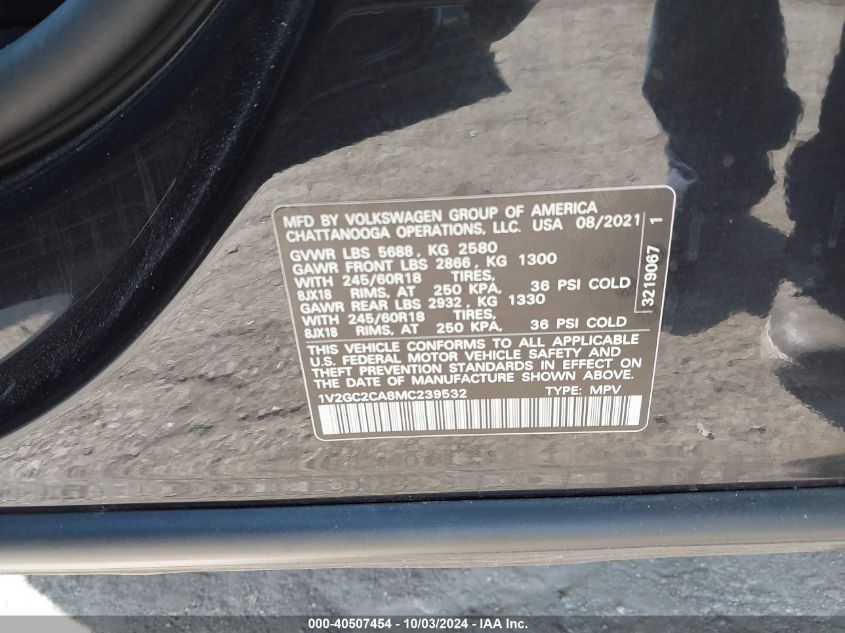 MFD BY VOLKSWAGEN GROUP OF AMERICA
CHATTANOOGA OPERATIONS, LLC. USA 08/2021
GVWR LBS 5688, KG 2580
GAWR FRONT LBS 2866, KG 1300
WITH 245/60R18 TIRES,
8JX18 RIMS, AT 250 KPA, 36 PSI COLD
GAWR REAR LBS 2932, KG 1330
WITH 245/60R18 TIRES,
8JX18 RIMS, AT 250 KPA, 36 PSI COLD
THIS VEHICLE CONFORMS TO ALL APPLICABLE
U.S. FEDERAL MOTOR VEHICLE SAFETY AND
THEFT PREVENTION STANDARDS IN EFFECT ON
THE DATE OF MANUFACTURE SHOWN ABOVE.
1V2GC2CA8MC239532 TYPE: MPV
3219067 1
000-40507454 - 10/03/2024 - IAA Inc.